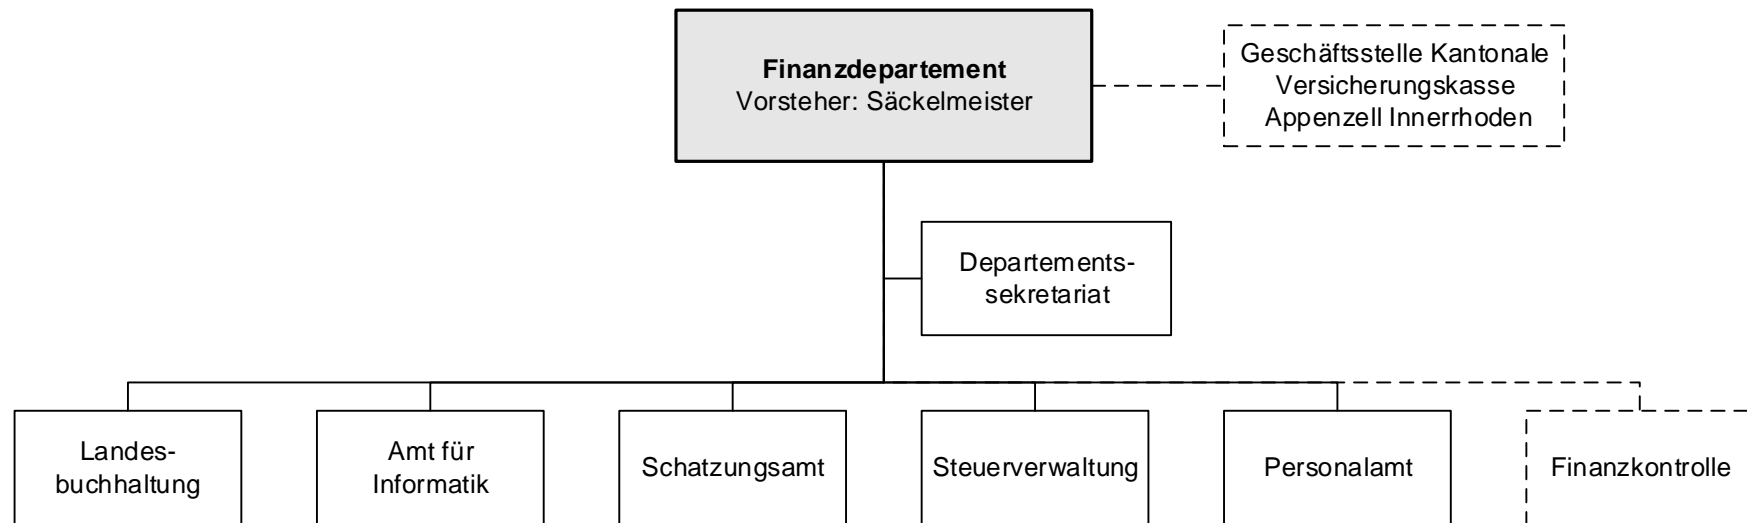 Finanzdepartement
Vorsteher: Säckelmeister
Geschäftsstelle Kantonale
Versicherungskasse
Appenzell Innerrhoden
Departements-
sekretariat
Landes-
buchhaltung
Amt für
Informatik
Schatzungsamt
Steuerverwaltung
Personalamt
Finanzkontrolle